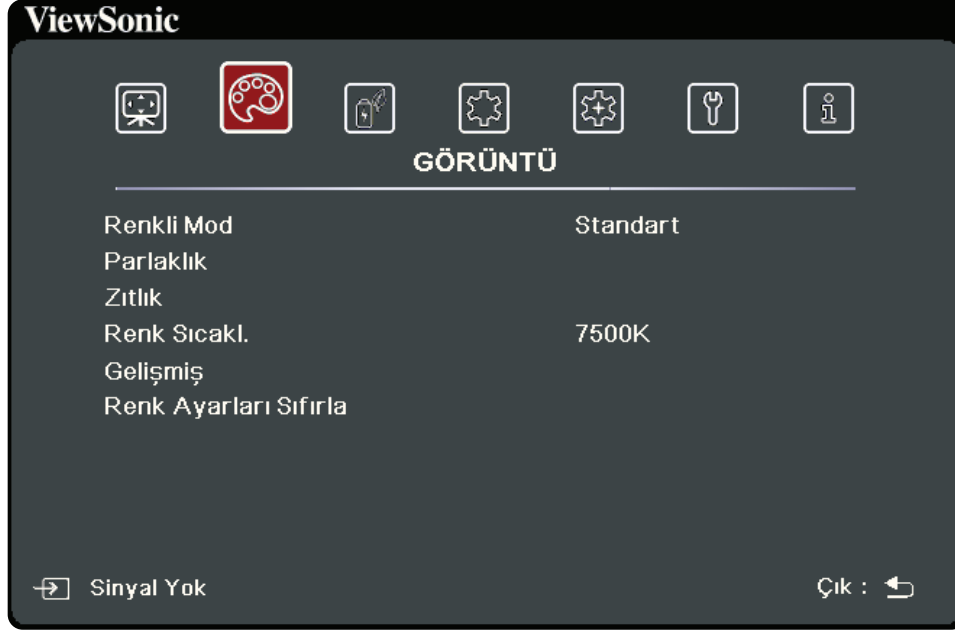 ViewSonic
GÖRÜNTÜ
Renkli Mod Standart
Parlaklık
Zıtlık
Renk Sıcakl. 7500K
Gelişmiş
Renk Ayarları Sıfırla
Sinyal Yok Çık :